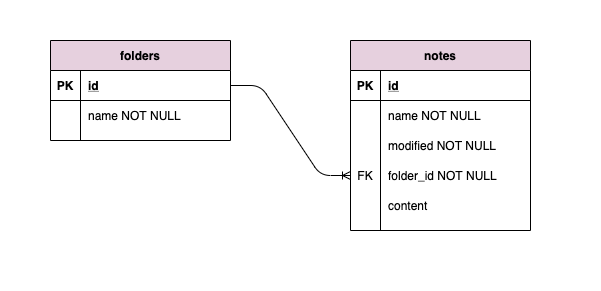 folders
PK id
name NOT NULL
notes
PK id
name NOT NULL
modified NOT NULL
FK folder_id NOT NULL
content